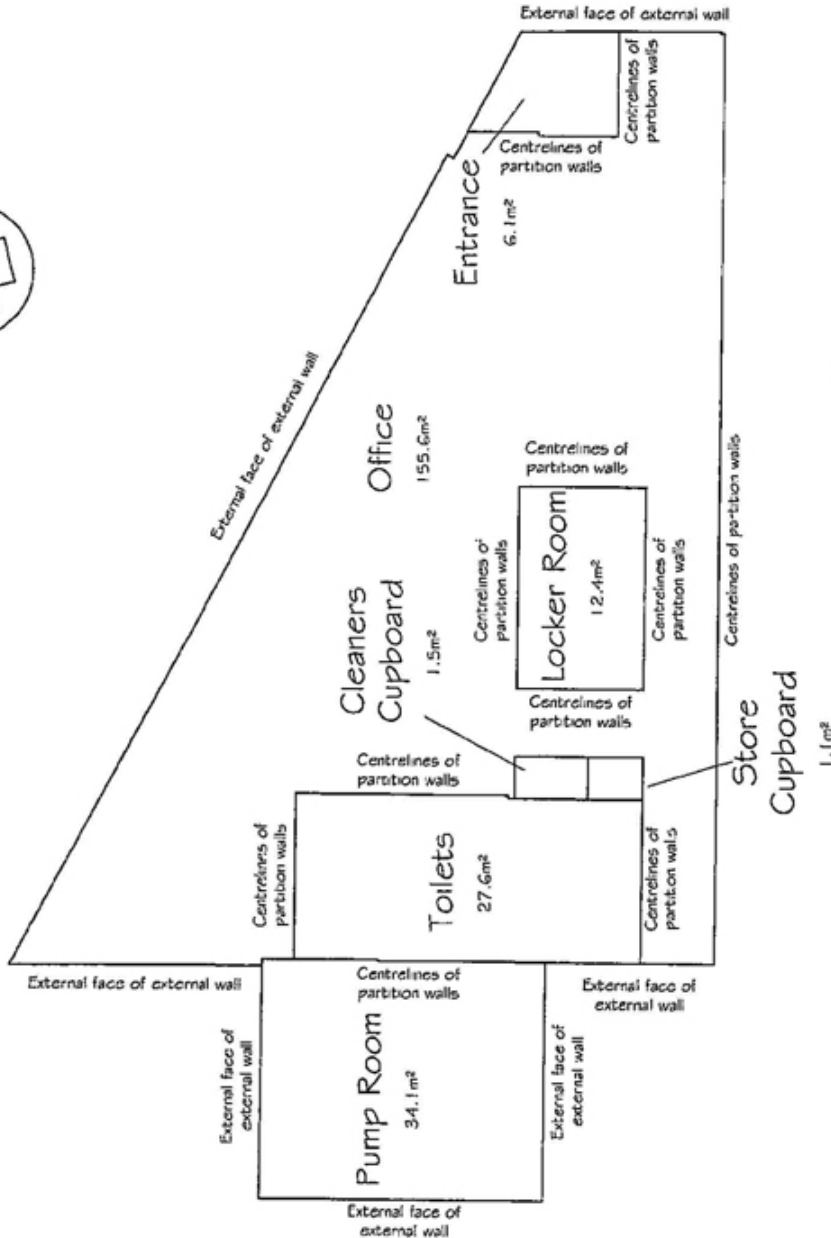 External face of external wall
Centrelines of
partition walls
Centrelines of
partition walls
Entrance
6.1m²
External face of external wall
Office
155.6m²
Centrelines of
partition walls
Centrelines of
partition walls
Locker Room
12.4m²
Centrelines of
partition walls
Centrelines of partition walls
Cleaners
Cupboard
1.5m²
Centrelines of
partition walls
Centrelines of
partition walls
Store
Cupboard
1.1m²
Centrelines of
partition walls
Toilets
27.6m²
Centrelines of
partition walls
External face of external wall
Centrelines of
partition walls
External face of
external wall
External face of
external wall
Pump Room
34.1m²
External face of
external wall
External face of
external wall